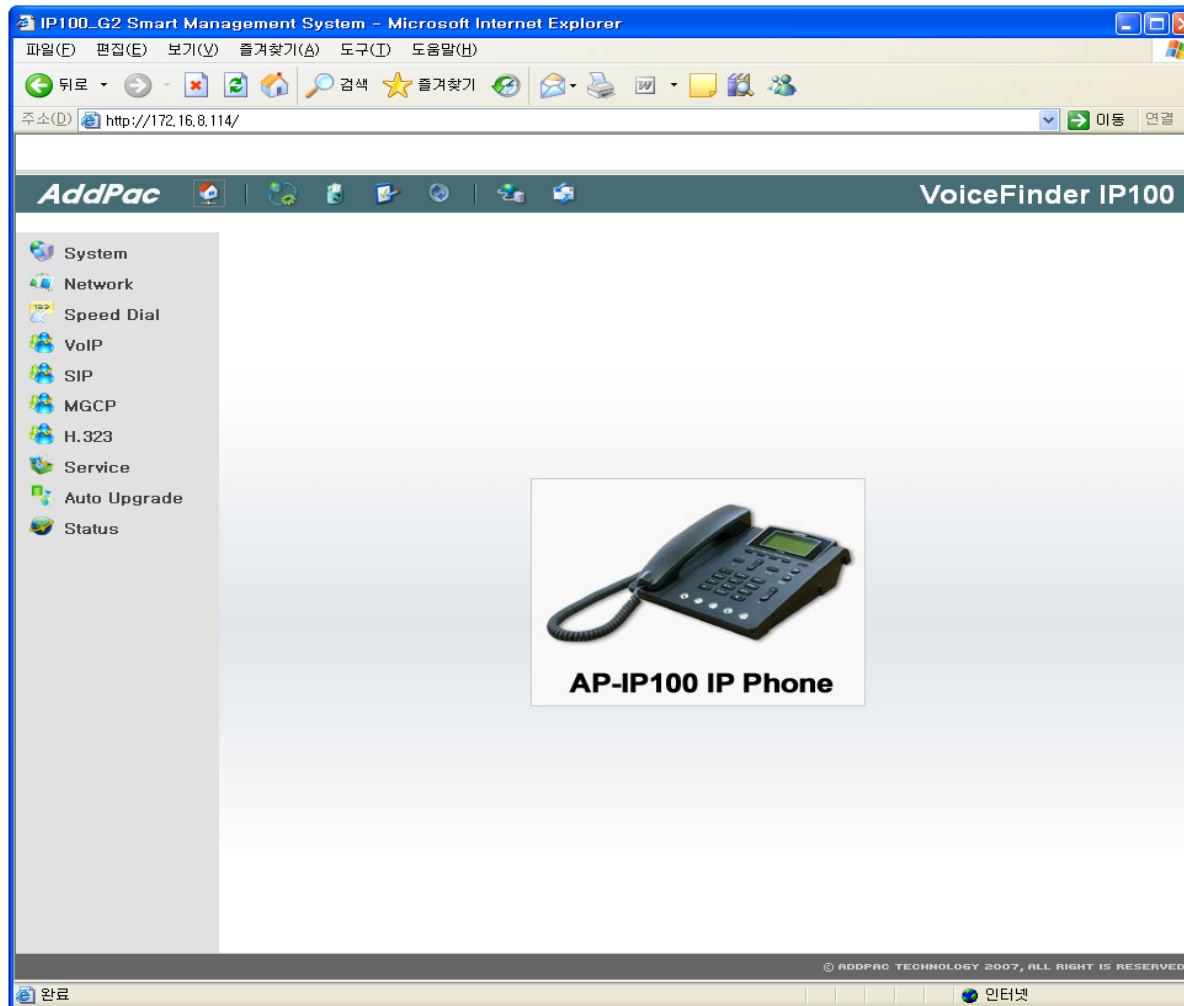 IP100_G2 Smart Management System - Microsoft Internet Explorer
파일(F) 편집(E) 보기(V) 즐겨찾기(A) 도구(T) 도움말(H)
뒤로 검색 즐겨찾기
주소(D) http://172.16.8.114/ 이동 연결
AddPac VoiceFinder IP100
System
Network
Speed Dial
VoIP
SIP
MGCP
H.323
Service
Auto Upgrade
Status
AP-IP100 IP Phone
© ADDPAC TECHNOLOGY 2007, ALL RIGHT IS RESERVED
완료 인터넷